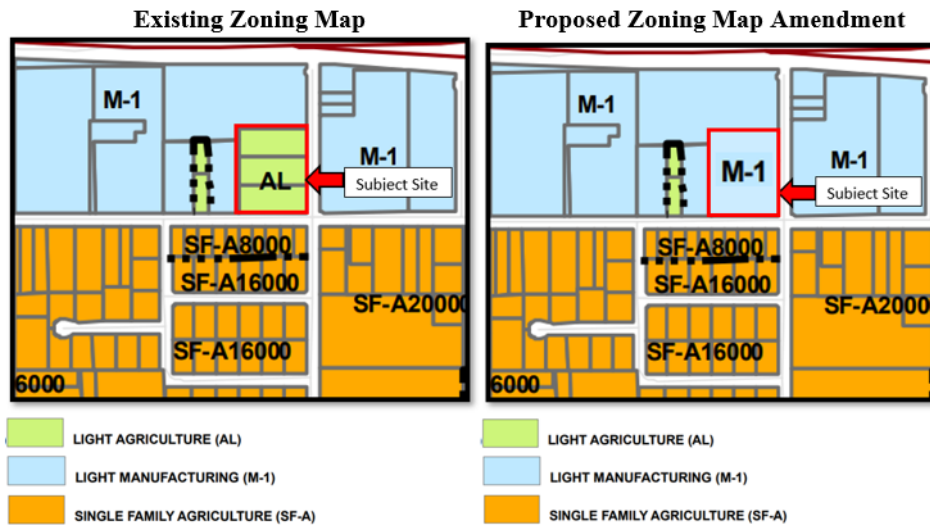 Existing Zoning Map
M-1
M-1
AL
Subject Site
SF-A8000
SF-A16000
SF-A20000
SF-A16000
6000
LIGHT AGRICULTURE (AL)
LIGHT MANUFACTURING (M-1)
SINGLE FAMILY AGRICULTURE (SF-A)
Proposed Zoning Map Amendment
M-1
M-1
M-1
Subject Site
SF-A8000
SF-A16000
SF-A20000
SF-A16000
6000
LIGHT AGRICULTURE (AL)
LIGHT MANUFACTURING (M-1)
SINGLE FAMILY AGRICULTURE (SF-A)